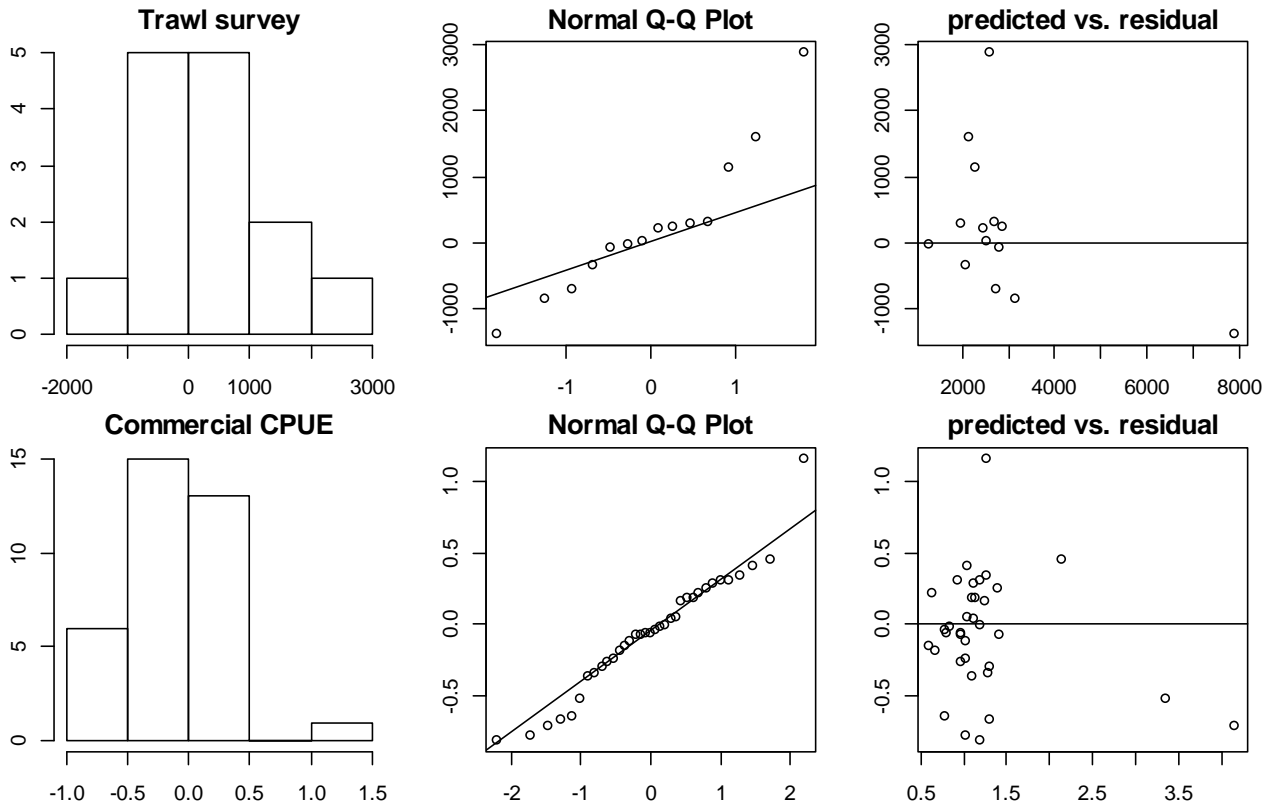 Trawl survey
5
4
3
2
1
0
-2000 0 1000 3000
Normal Q-Q Plot
3000
2000
1000
0
-1000
-1 0 1
predicted vs. residual
3000
2000
1000
0
-1000
2000 4000 6000 8000
Commercial CPUE
15
10
5
0
-1.0 -0.5 0.0 0.5 1.0 1.5
Normal Q-Q Plot
1.0
0.5
0.0
-0.5
-2 -1 0 1 2
predicted vs. residual
1.0
0.5
0.0
-0.5
0.5 1.5 2.5 3.5